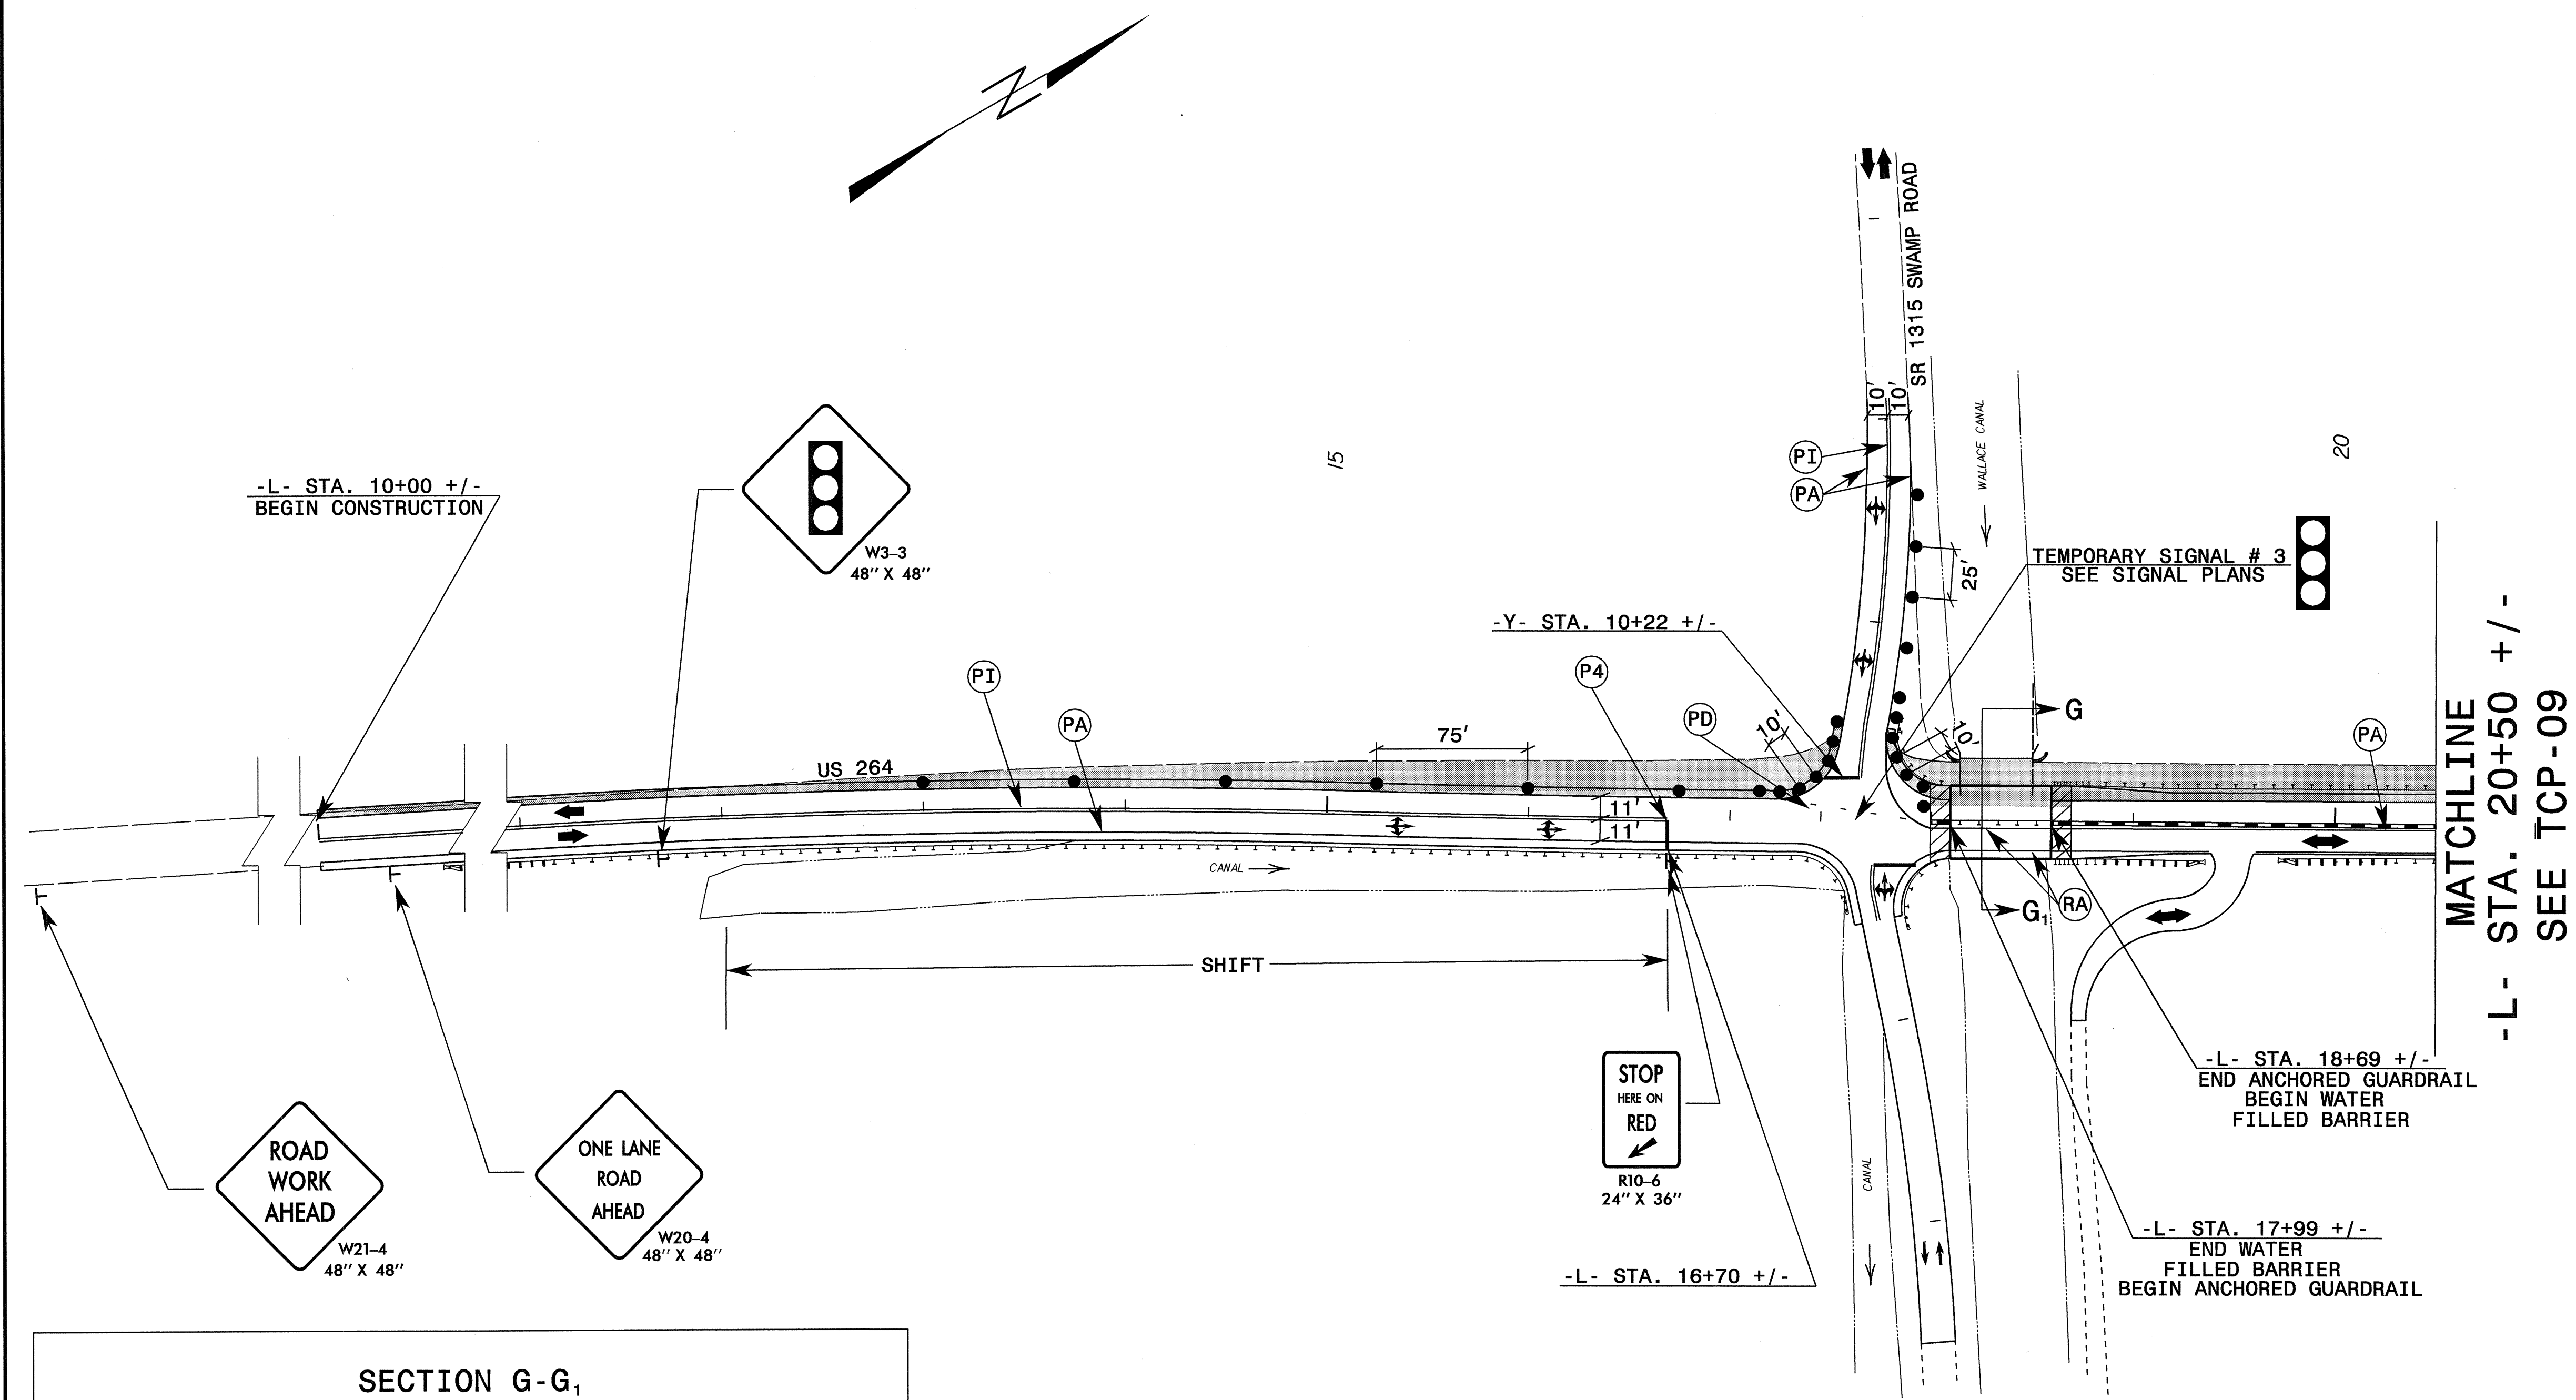 N
SR 1315 SWAMP ROAD
10' 10'
WALLACE CANAL
15
20
PI
PA
-L- STA. 10+00 +/-
BEGIN CONSTRUCTION
W3-3
48" X 48"
25'
TEMPORARY SIGNAL # 3
SEE SIGNAL PLANS
-Y- STA. 10+22 +/-
PI
PA
P4
PD
10'
10'
75'
US 264
11'
11'
G
G1
RA
PA
CANAL
SHIFT
MATCHLINE
-L- STA. 20+50 +/-
SEE TCP-09
STOP
HERE ON
RED
R10-6
24" X 36"
-L- STA. 18+69 +/-
END ANCHORED GUARDRAIL
BEGIN WATER
FILLED BARRIER
ROAD
WORK
AHEAD
W21-4
48" X 48"
ONE LANE
ROAD
AHEAD
W20-4
48" X 48"
CANAL
-L- STA. 16+70 +/-
-L- STA. 17+99 +/-
END WATER
FILLED BARRIER
BEGIN ANCHORED GUARDRAIL
SECTION G-G1